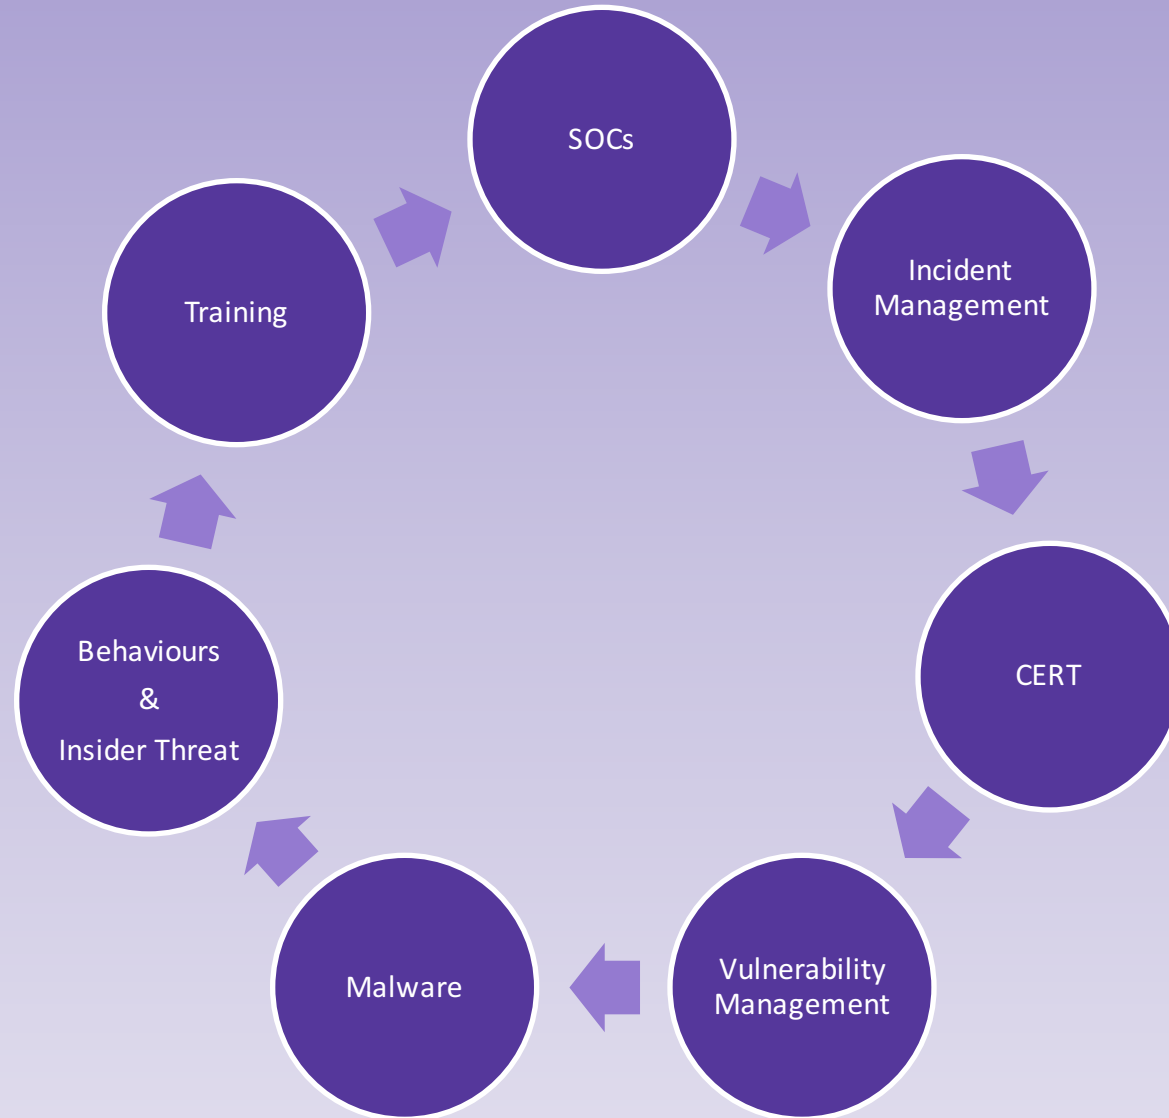 SOCs
Incident
Management
CERT
Vulnerability
Management
Malware
Behaviours
&
Insider Threat
Training